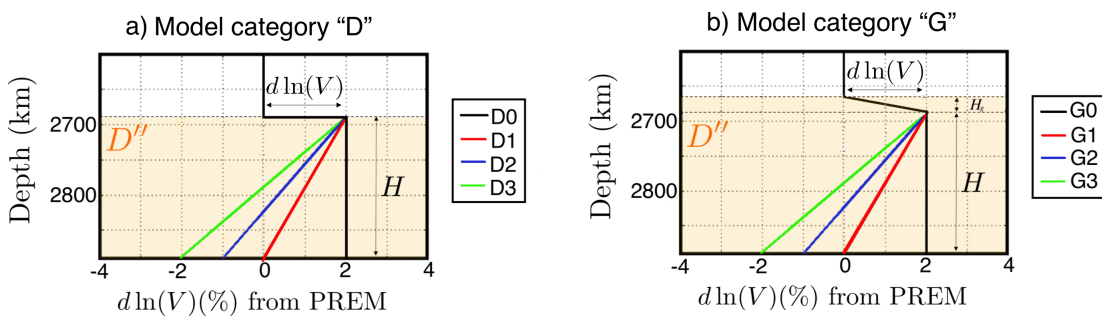 a) Model category “D”
d ln(V)
Depth (km)
2700
2800
D′′
H
-4 -2 0 2 4
d ln(V)(%) from PREM
D0
D1
D2
D3
b) Model category “G”
d ln(V)
Hg
Depth (km)
2700
2800
D′′
H
-4 -2 0 2 4
d ln(V)(%) from PREM
G0
G1
G2
G3